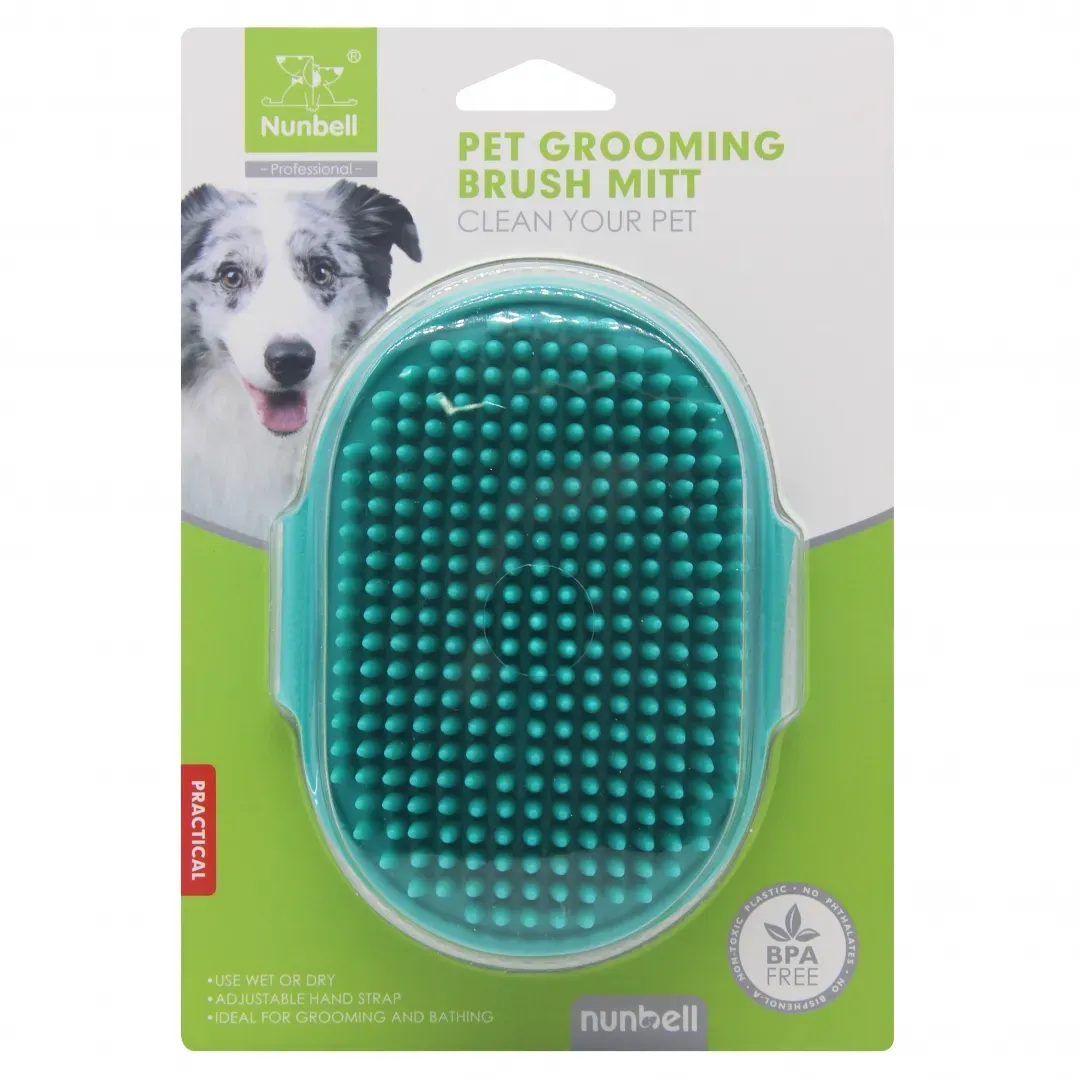 ®
Nunbell
- Professional -
PET GROOMING
BRUSH MITT
CLEAN YOUR PET
PRACTICAL
•USE WET OR DRY
•ADJUSTABLE HAND STRAP
•IDEAL FOR GROOMING AND BATHING
NON-TOXIC PLASTIC • NO PHTHALATES • NO BISPHENOL-A •
BPA
FREE
nunbell